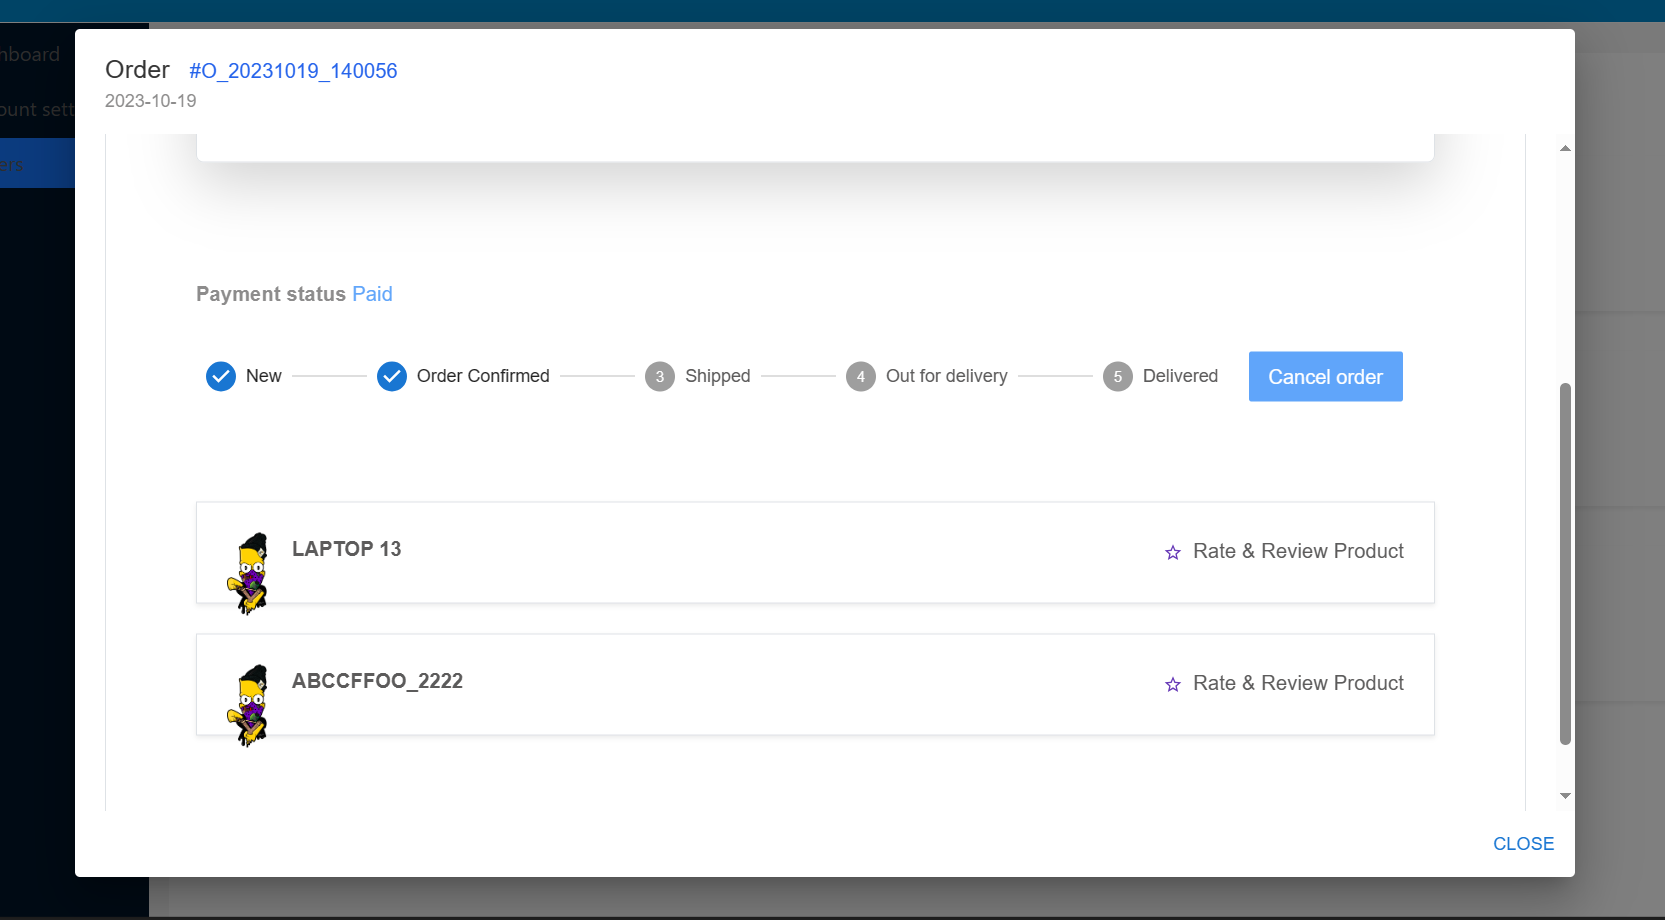 nboard
ount sett
ers
Order #O_20231019_140056
2023-10-19
Payment status Paid
New Order Confirmed 3 Shipped 4 Out for delivery 5 Delivered Cancel order
LAPTOP 13 Rate & Review Product
ABCCFFOO_2222 Rate & Review Product
CLOSE